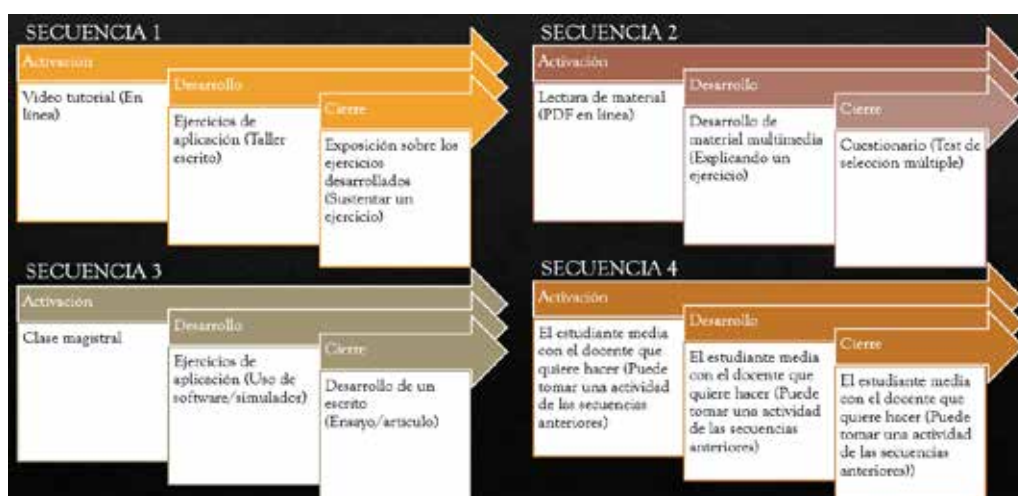 SECUENCIA 1
Activación
Video tutorial (En
línea)
Desarrollo
Ejercicios de
aplicación (Taller
escrito)
Cierre
Exposición sobre los
ejercicios
desarrollados
(Sustentar un
ejercicio)
SECUENCIA 2
Activación
Lectura de material
(PDF en línea)
Desarrollo
Desarrollo de
material multimedia
(Explicando un
ejercicio)
Cierre
Cuestionario (Test de
selección múltiple)
SECUENCIA 3
Activación
Clase magistral
Desarrollo
Ejercicios de
aplicación (Uso de
software/simulador)
Cierre
Desarrollo de un
escrito
(Ensayo/artículo)
SECUENCIA 4
Activación
El estudiante media
con el docente que
quiere hacer (Puede
tomar una actividad
de las secuencias
anteriores)
Desarrollo
El estudiante media
con el docente que
quiere hacer (Puede
tomar una actividad
de las secuencias
anteriores)
Cierre
El estudiante media
con el docente que
quiere hacer (Puede
tomar una actividad
de las secuencias
anteriores))